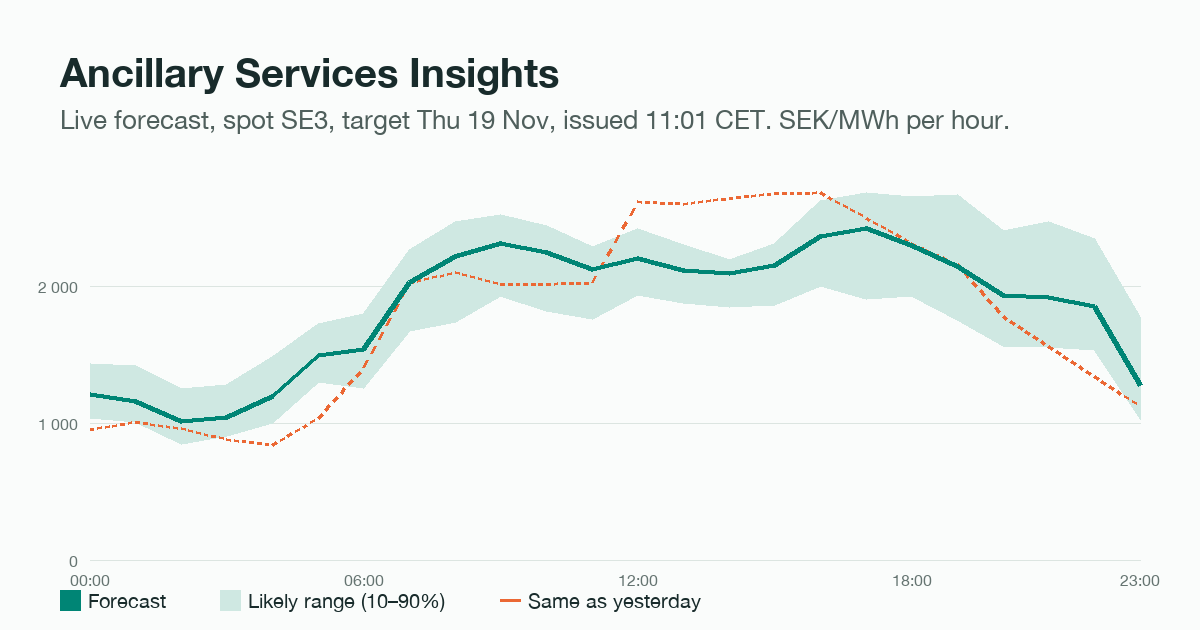 Ancillary Services Insights
Live forecast, spot SE3, target Thu 19 Nov, issued 11:01 CET. SEK/MWh per hour.
2 000
1 000
0
00:00 06:00 12:00 18:00 23:00
Forecast Likely range (10–90%) Same as yesterday